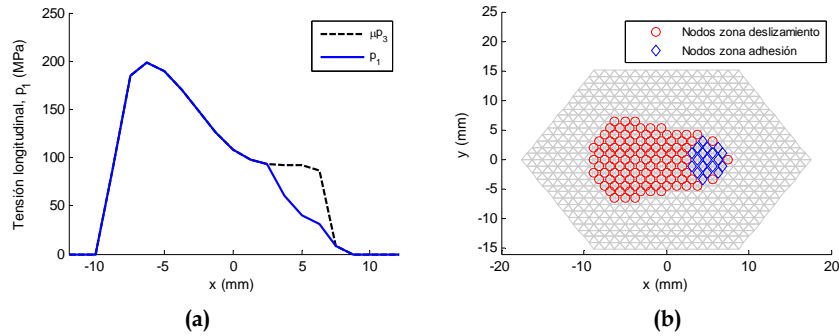 250
200
150
100
50
0
-10
-5
0
5
10
Tensión longitudinal, p1 (MPa)
x (mm)
μp3
p1
(a)
25
20
15
10
5
0
-5
-10
-15
-20
-10
0
10
20
y (mm)
x (mm)
Nodos zona deslizamiento
Nodos zona adhesión
(b)